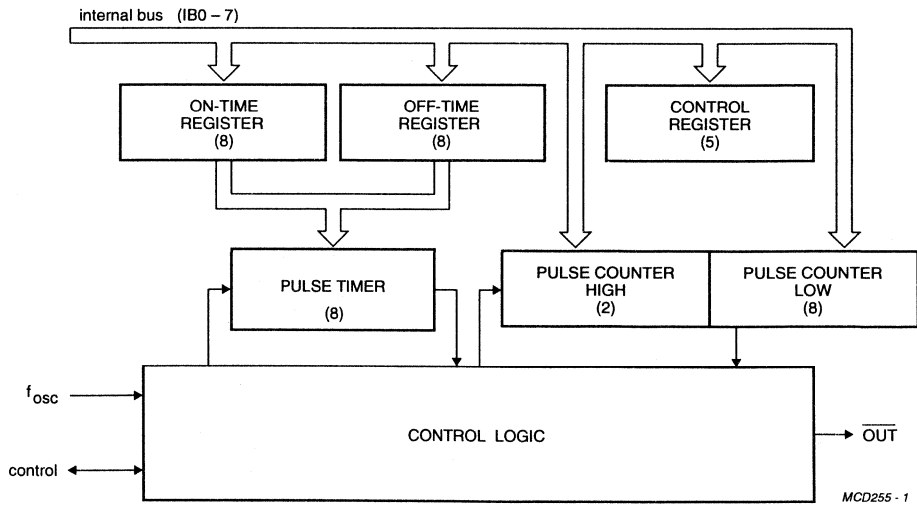 internal bus (IB0 – 7)
ON-TIME
REGISTER
(8)
OFF-TIME
REGISTER
(8)
CONTROL
REGISTER
(5)
PULSE TIMER
(8)
PULSE COUNTER
HIGH
(2)
PULSE COUNTER
LOW
(8)
fosc
CONTROL LOGIC
OUT
control
MCD255 - 1